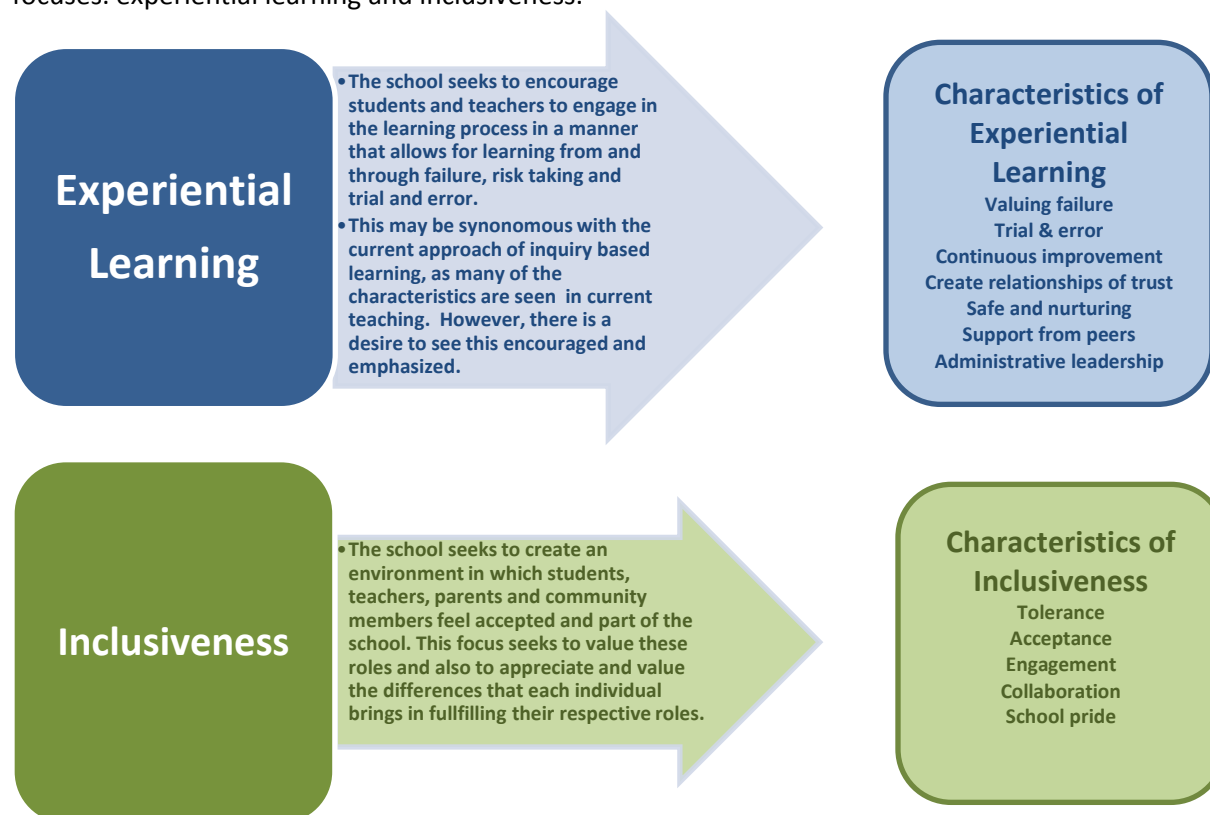 focuses: experiential learning and inclusiveness.
Experiential
Learning
•The school seeks to encourage
students and teachers to engage in
the learning process in a manner
that allows for learning from and
through failure, risk taking and
trial and error.
•This may be synonomous with the
current approach of inquiry based
learning, as many of the
characteristics are seen in current
teaching. However, there is a
desire to see this encouraged and
emphasized.
Characteristics of
Experiential
Learning
Valuing failure
Trial & error
Continuous improvement
Create relationships of trust
Safe and nurturing
Support from peers
Administrative leadership
Inclusiveness
•The school seeks to create an
environment in which students,
teachers, parents and community
members feel accepted and part of the
school. This focus seeks to value these
roles and also to appreciate and value
the differences that each individual
brings in fullfilling their respective roles.
Characteristics of
Inclusiveness
Tolerance
Acceptance
Engagement
Collaboration
School pride